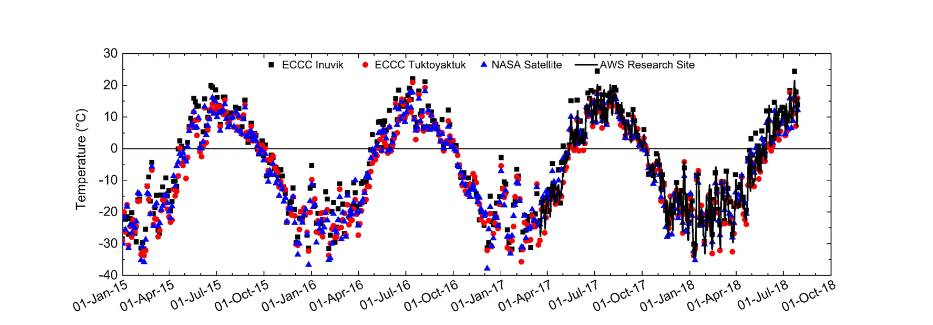 ECCC Inuvik ECCC Tuktoyaktuk NASA Satellite AWS Research Site
Temperature (°C)
30
20
10
0
-10
-20
-30
-40
01-Jan-15 01-Apr-15 01-Jul-15 01-Oct-15 01-Jan-16 01-Apr-16 01-Jul-16 01-Oct-16 01-Jan-17 01-Apr-17 01-Jul-17 01-Oct-17 01-Jan-18 01-Apr-18 01-Jul-18 01-Oct-18